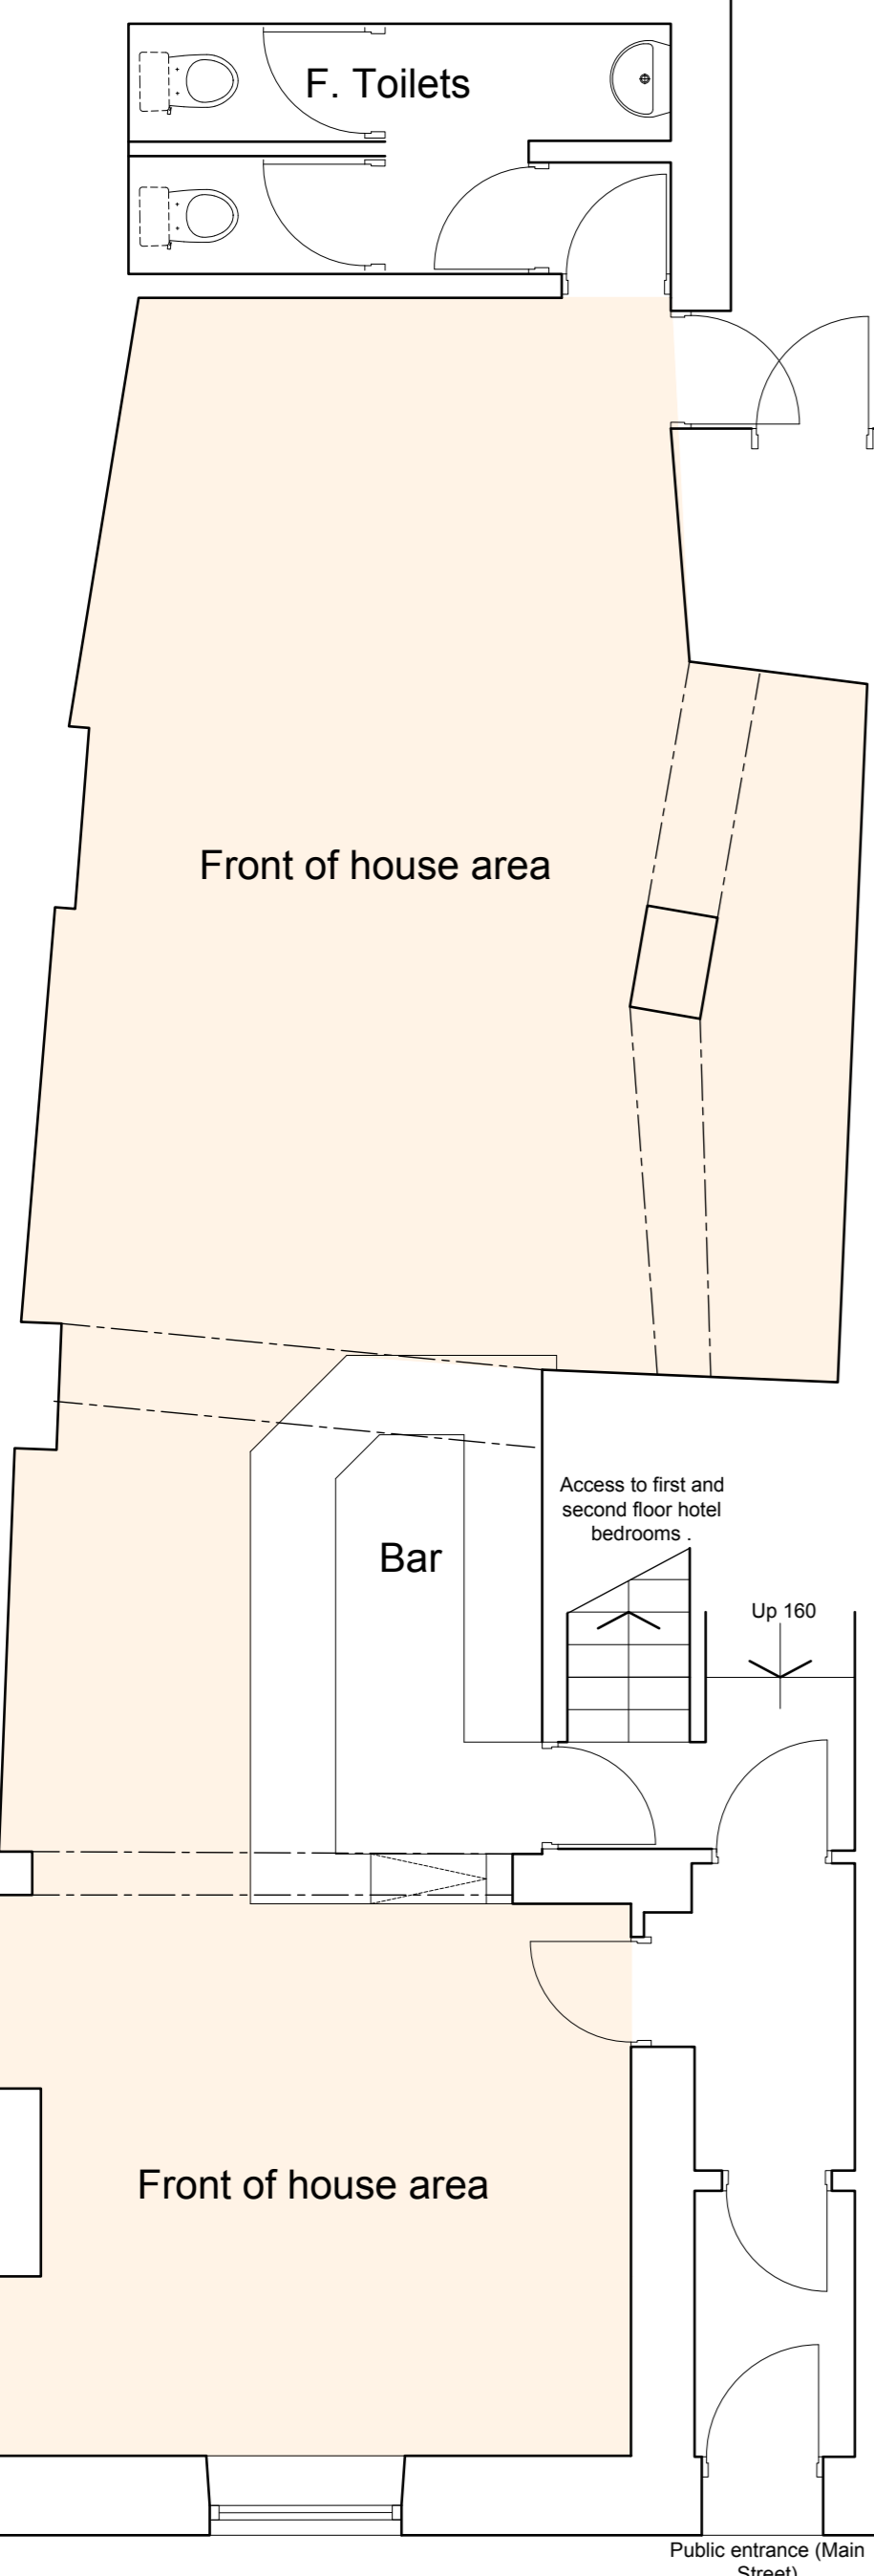 F. Toilets
Front of house area
Access to first and
second floor hotel
bedrooms .
Bar
Up 160
Front of house area
Public entrance (Main
Street)